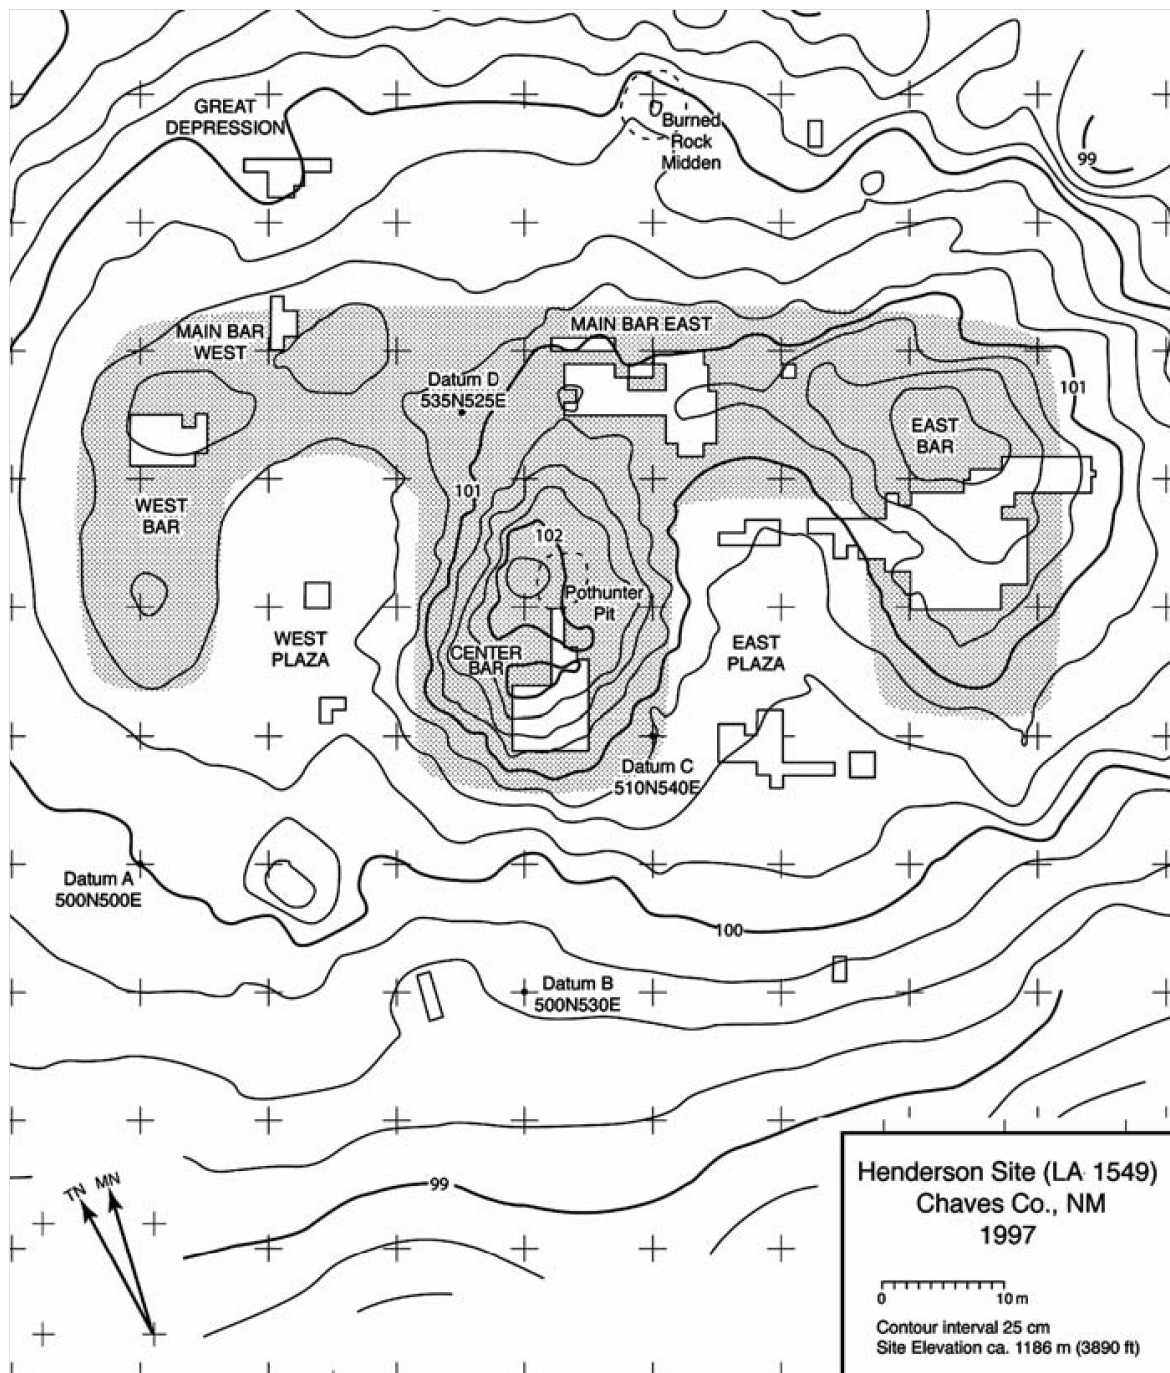 GREAT
DEPRESSION
Burned
Rock
Midden
99
MAIN BAR
WEST
MAIN BAR EAST
Datum D
535N525E
101
EAST
BAR
101
WEST
BAR
102
Pothunter
Pit
WEST
PLAZA
CENTER
BAR
EAST
PLAZA
Datum C
510N540E
Datum A
500N500E
100
Datum B
500N530E
99
TN
MN
Henderson Site (LA 1549)
Chaves Co., NM
1997
0 10 m
Contour interval 25 cm
Site Elevation ca. 1186 m (3890 ft)